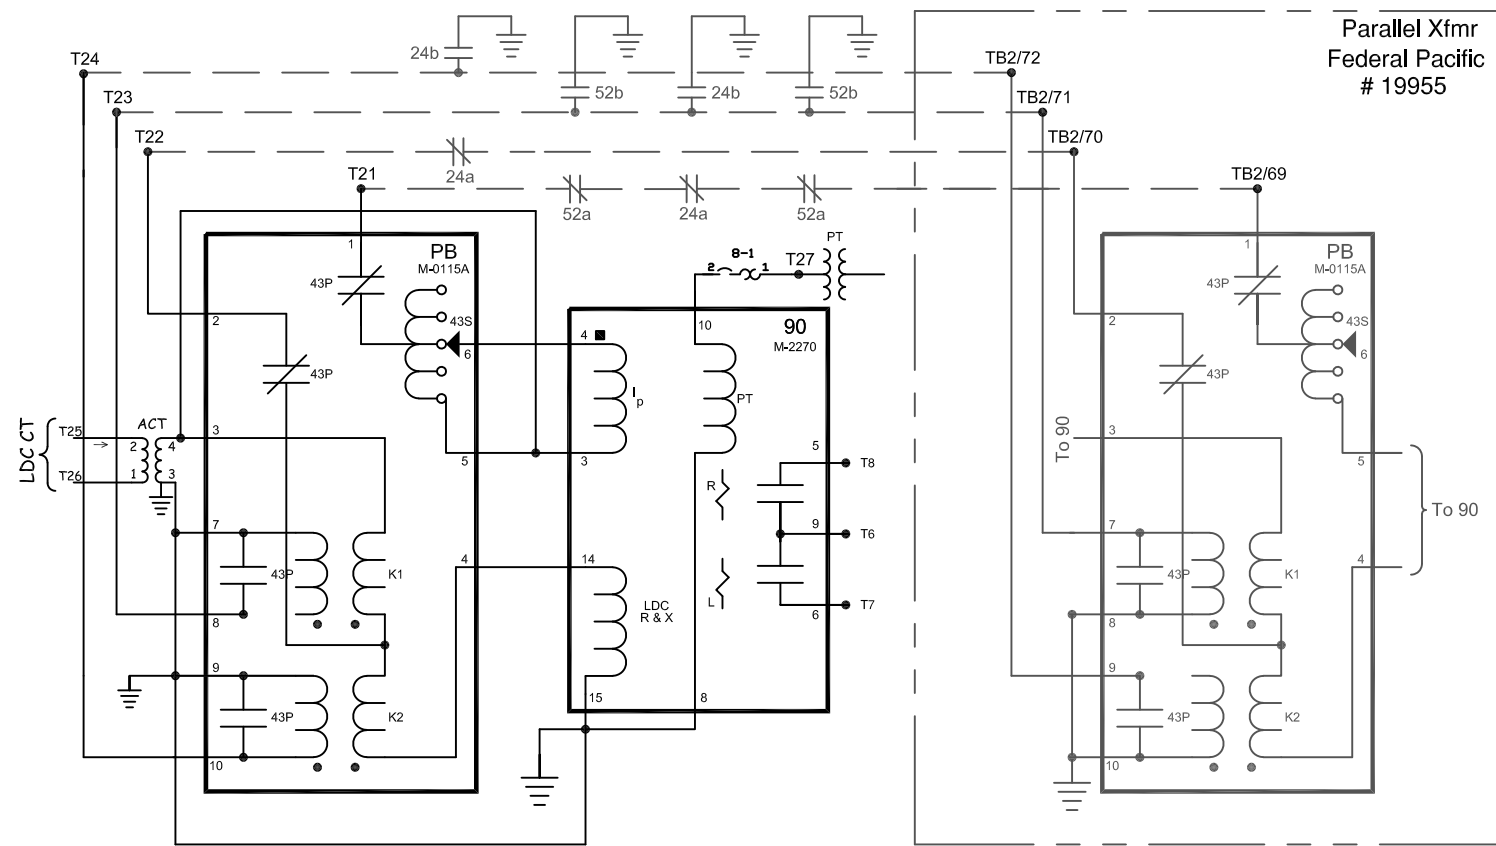 Parallel Xfmr
Federal Pacific
# 19955
24b
T24
TB2/72
T23
52b
24b
52b
TB2/71
T22
TB2/70
24a
T21
TB2/69
52a
24a
52a
1
PB
M-0115A
43P
43S
6
2
43P
LDC CT
T25
T26
ACT
2
4
1
3
3
5
7
43P
K1
8
4
9
43P
K2
10
8-1
2
1
T27
PT
10
90
M-2270
4
Ip
PT
3
5
T8
R
9
T6
14
L
6
T7
LDC
R & X
15
8
1
PB
M-0115A
43P
43S
6
2
43P
To 90
3
5
To 90
7
43P
K1
8
4
9
43P
K2
10